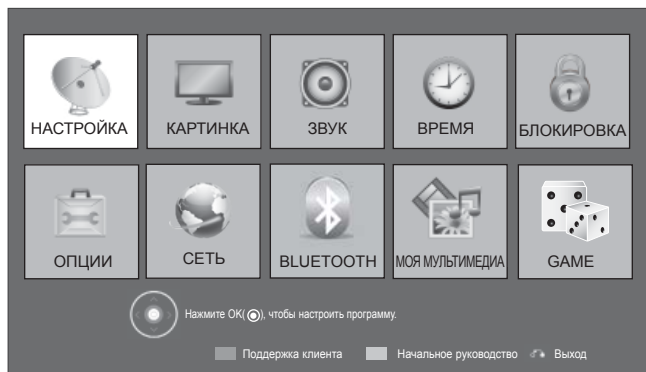 НАСТРОЙКА КАРТИНКА ЗВУК ВРЕМЯ БЛОКИРОВКА
ОПЦИИ СЕТЬ BLUETOOTH МОЯ МУЛЬТИМЕДИА GAME
Нажмите OK(◉), чтобы настроить программу.
Поддержка клиента Начальное руководство Выход